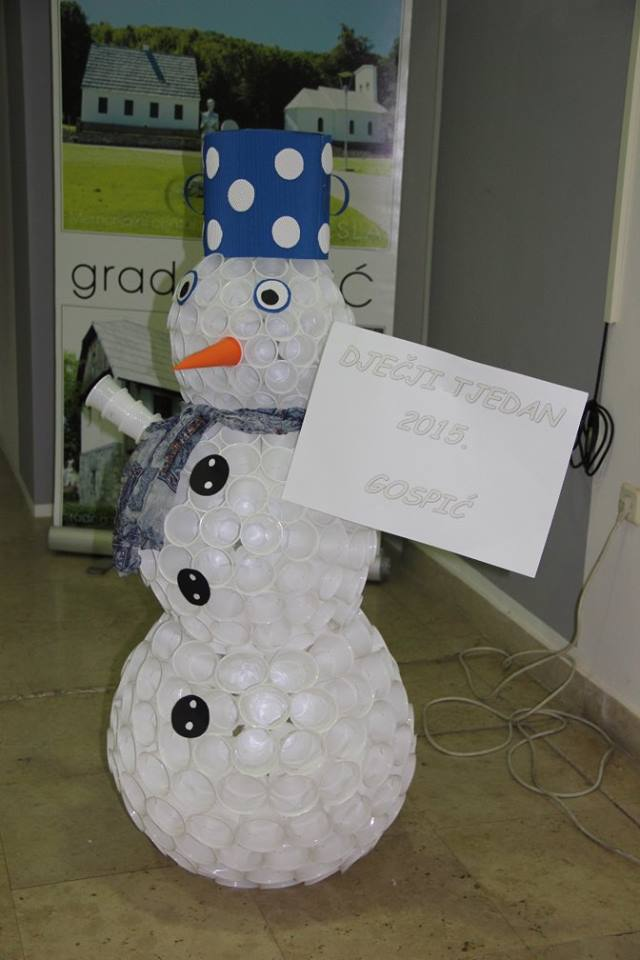 grad
Ć
DJEČJI TJEDAN
2015.
GOSPIĆ